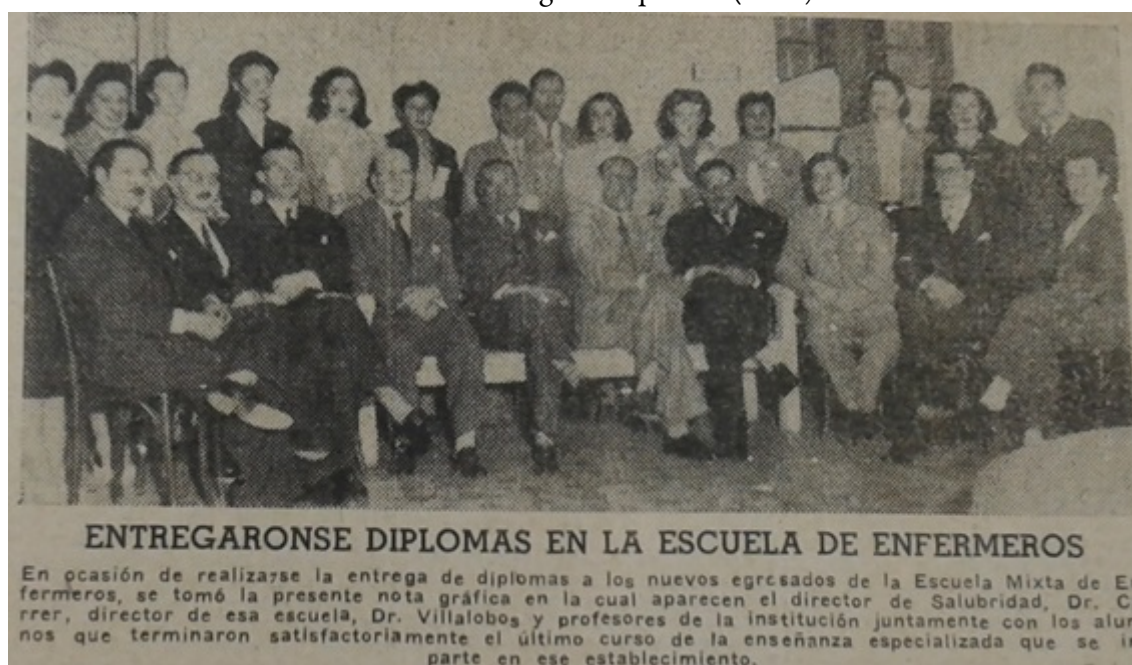 ENTREGARONSE DIPLOMAS EN LA ESCUELA DE ENFERMEROS
En ocasión de realizarse la entrega de diplomas a los nuevos egresados de la Escuela Mixta de
fermeros, se tomó la presente nota gráfica en la cual aparecen el director de Salubridad, Dr.
rrer, director de esa escuela, Dr. Villalobos y profesores de la institución juntamente con los alum
nos que terminaron satisfactoriamente el último curso de la enseñanza especializada que se
parte en ese establecimiento.